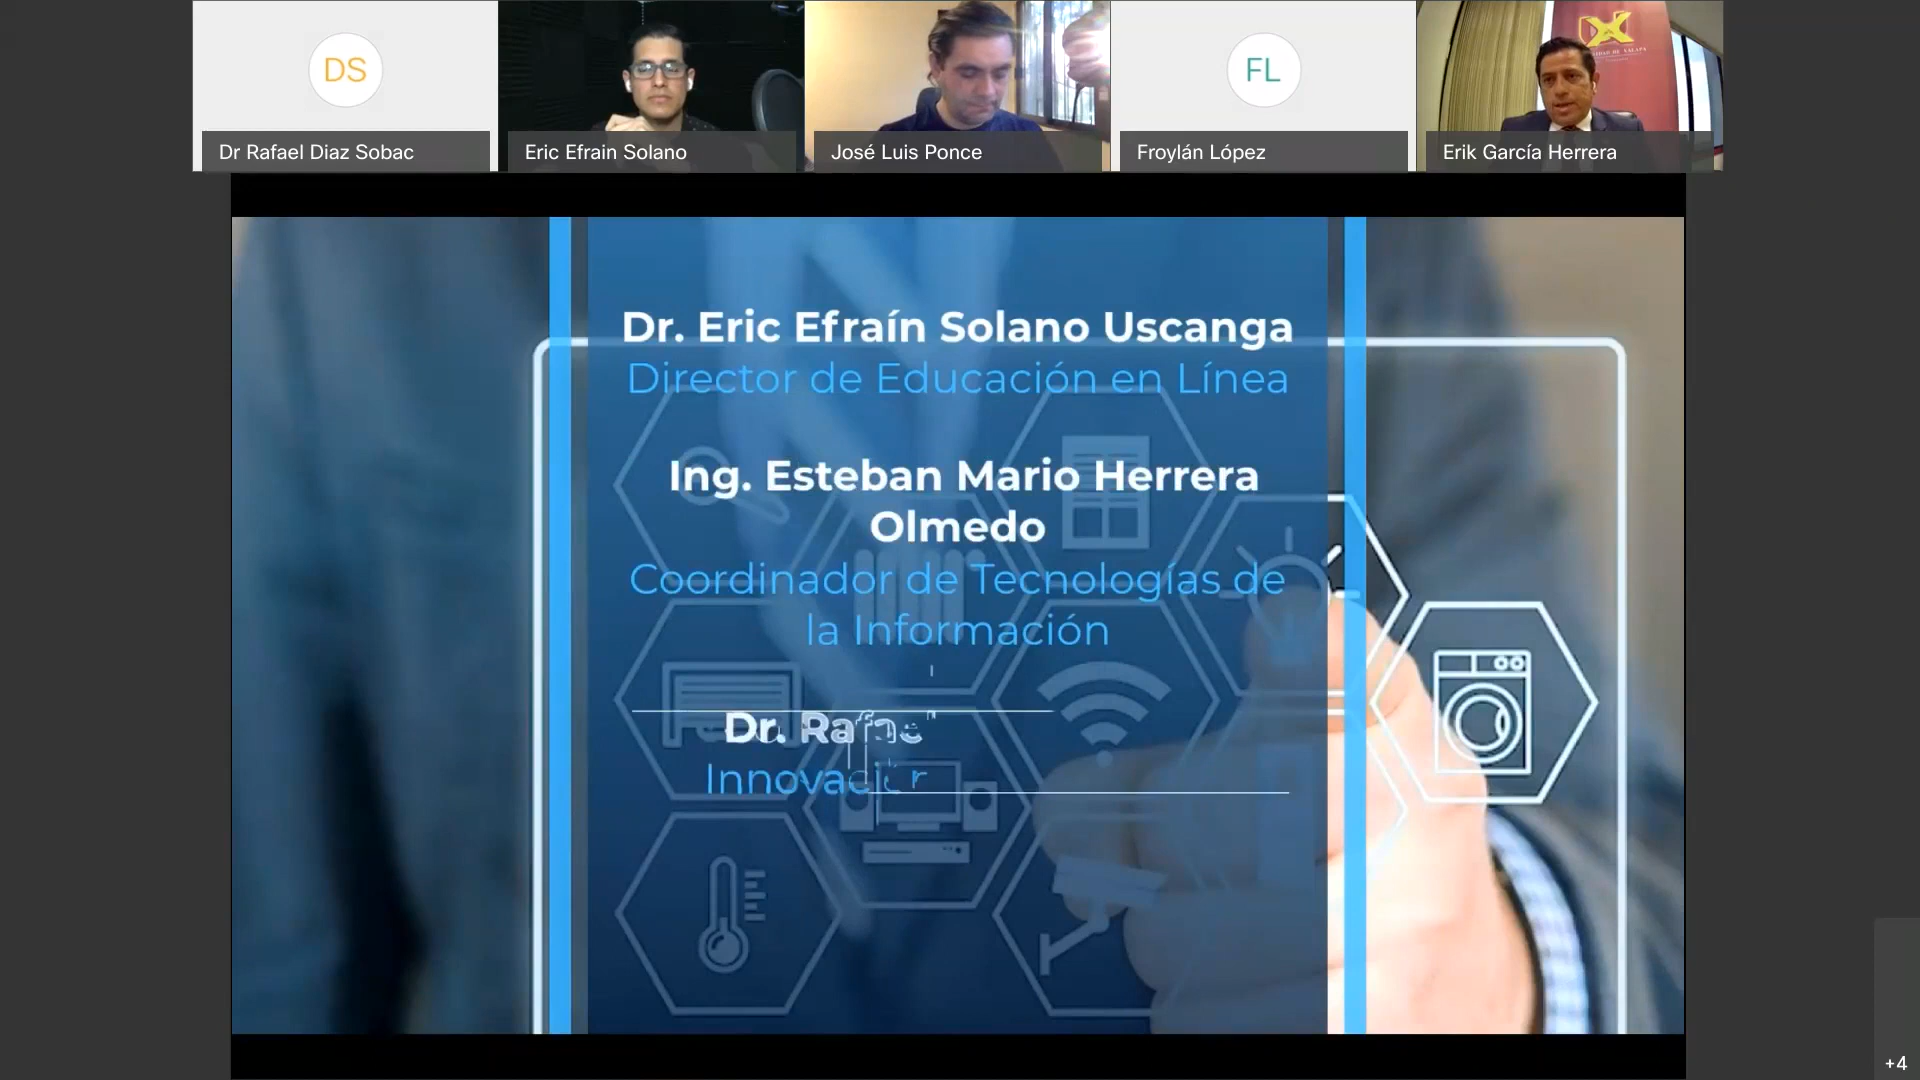 DS
FL
Dr Rafael Diaz Sobac
Eric Efrain Solano
José Luis Ponce
Froylán López
Erik García Herrera
Dr. Eric Efraín Solano Uscanga
Director de Educación en Línea
Ing. Esteban Mario Herrera
Olmedo
Coordinador de Tecnologías de
la Información
Dr.
+4